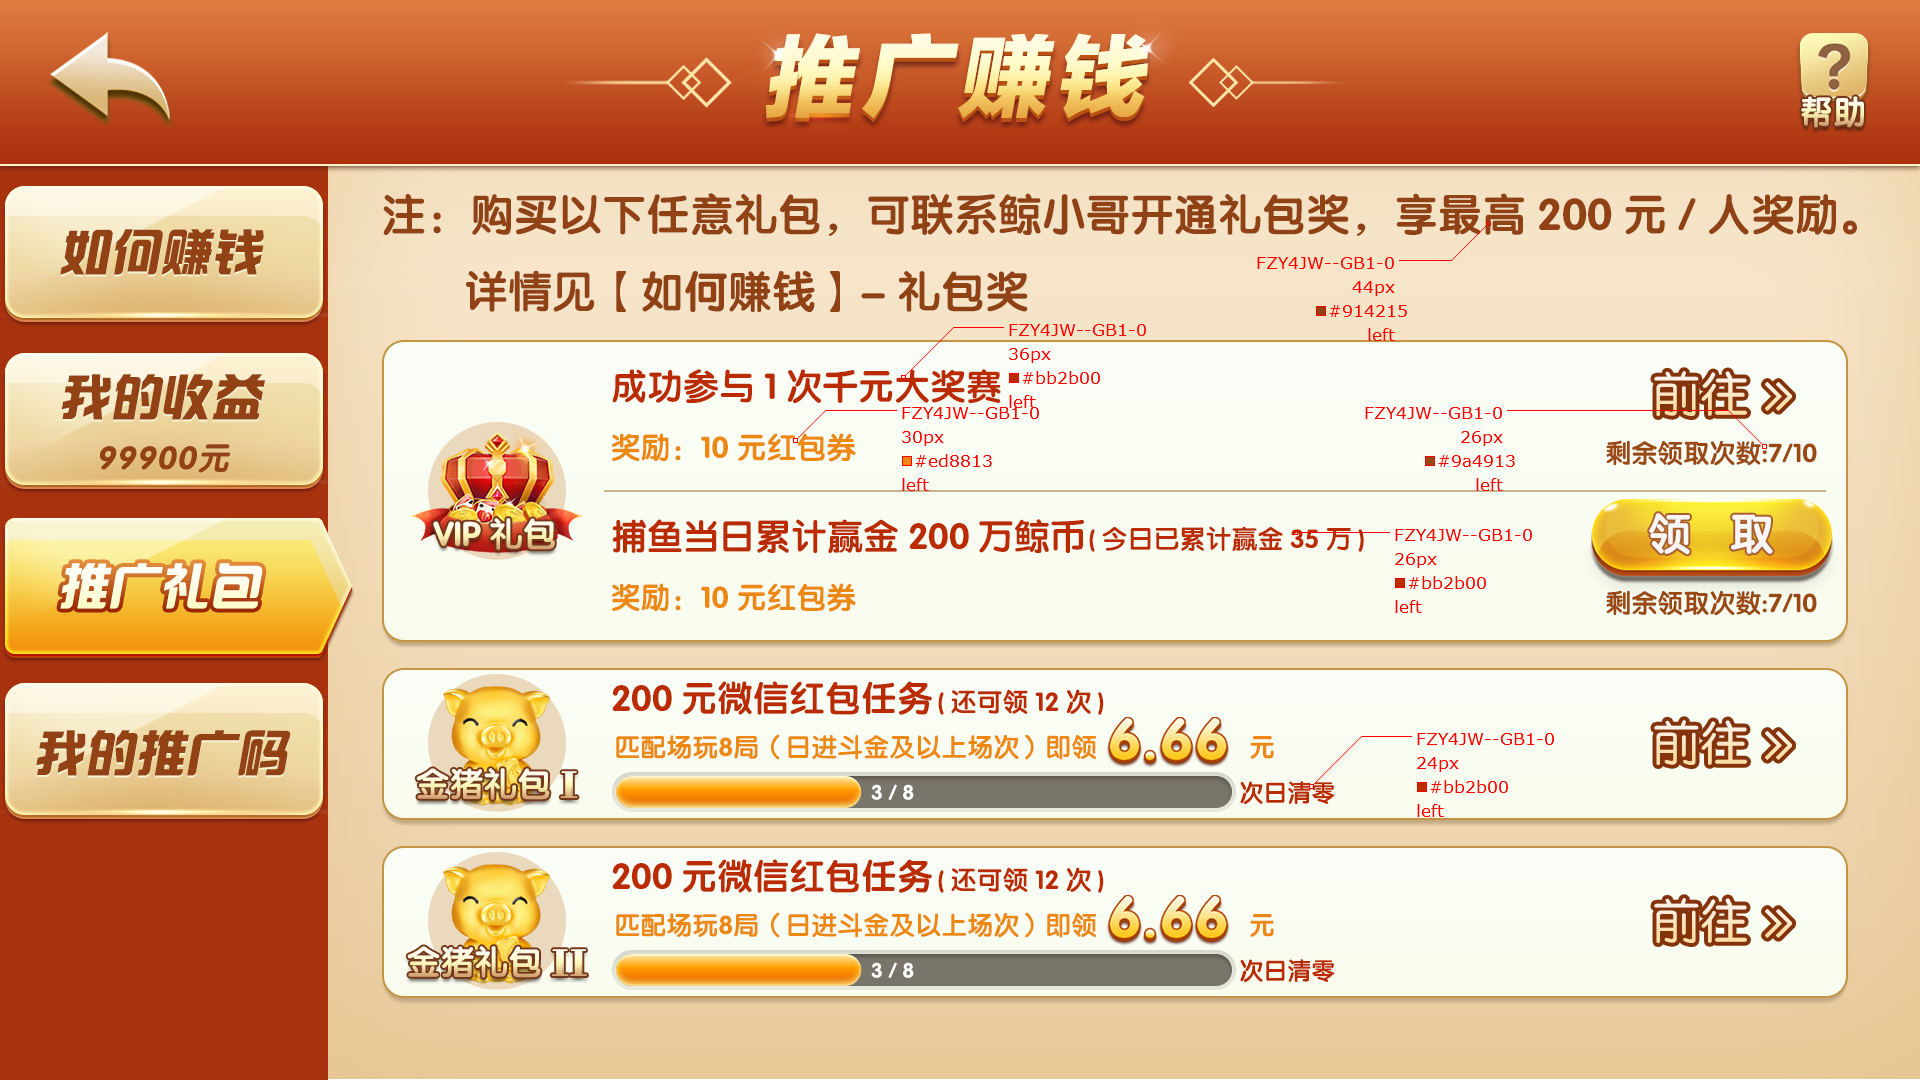 推广赚钱
帮助
如何赚钱
我的收益
99900元
推广礼包
我的推广码
注：购买以下任意礼包，可联系鲸小哥开通礼包奖，享最高 200 元 / 人奖励。
详情见【如何赚钱】– 礼包奖
FZY4JW--GB1-0
44px
#914215
left
VIP 礼包
成功参与 1 次千元大奖赛
FZY4JW--GB1-0
36px
#bb2b00
left
奖励：10 元红包券
FZY4JW--GB1-0
30px
#ed8813
left
前往
FZY4JW--GB1-0
26px
#9a4913
left
剩余领取次数:7/10
捕鱼当日累计赢金 200 万鲸币( 今日已累计赢金 35 万 )
FZY4JW--GB1-0
26px
#bb2b00
left
奖励：10 元红包券
领 取
剩余领取次数:7/10
金猪礼包 I
200 元微信红包任务( 还可领 12 次 )
匹配场玩8局（日进斗金及以上场次）即领 6.66 元
3 / 8
次日清零
FZY4JW--GB1-0
24px
#bb2b00
left
前往
金猪礼包 II
200 元微信红包任务( 还可领 12 次 )
匹配场玩8局（日进斗金及以上场次）即领 6.66 元
3 / 8
次日清零
前往